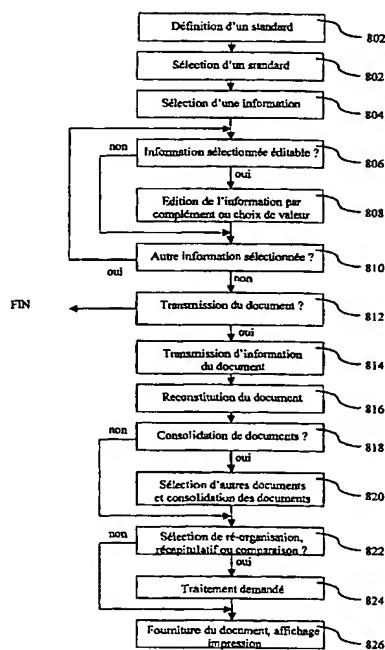 Définition d'un standard
802
Sélection d'un standard
802
Sélection d'une information
804
non
Information sélectionnée éditable ?
806
oui
Edition de l'information par
complément ou choix de valeur
808
Autre information sélectionnée ?
810
oui
non
FIN
Transmission du document ?
812
oui
Transmission d'information
du document
814
Reconstitution du document
816
non
Consolidation de documents ?
818
oui
Sélection d'autres documents
et consolidation des documents
820
non
Sélection de ré-organisation,
récapitulatif ou comparaison ?
822
oui
Traitement demandé
824
Fourniture du document, affichage
impression
826